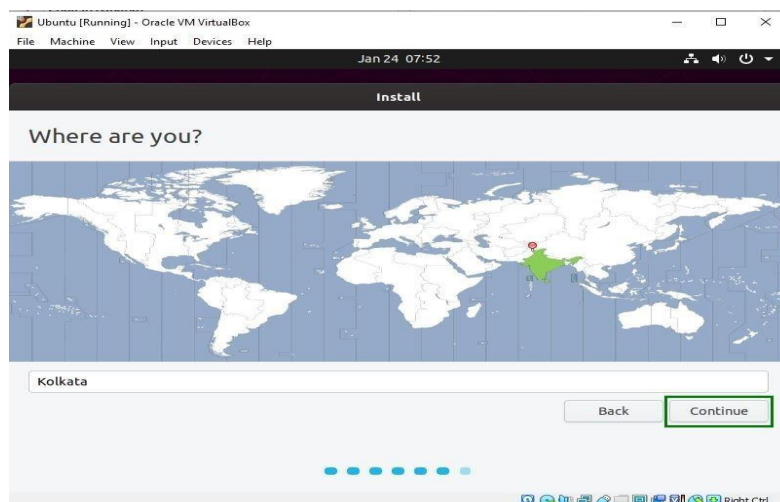 Ubuntu [Running] - Oracle VM VirtualBox
File Machine View Input Devices Help
Jan 24 07:52
Install
Where are you?
Kolkata
Back Continue
Right Ctrl